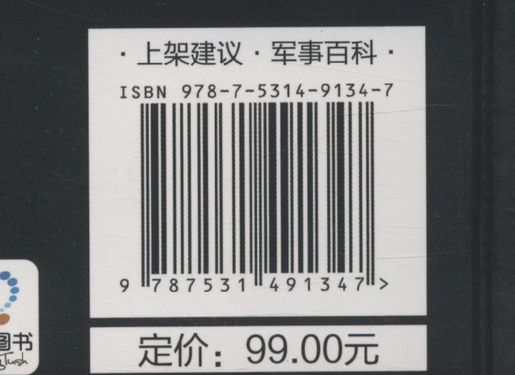 · 上架建议 · 军事百科 ·
ISBN 978-7-5314-9134-7
9 787531 491347 >
定价：99.00元
图书